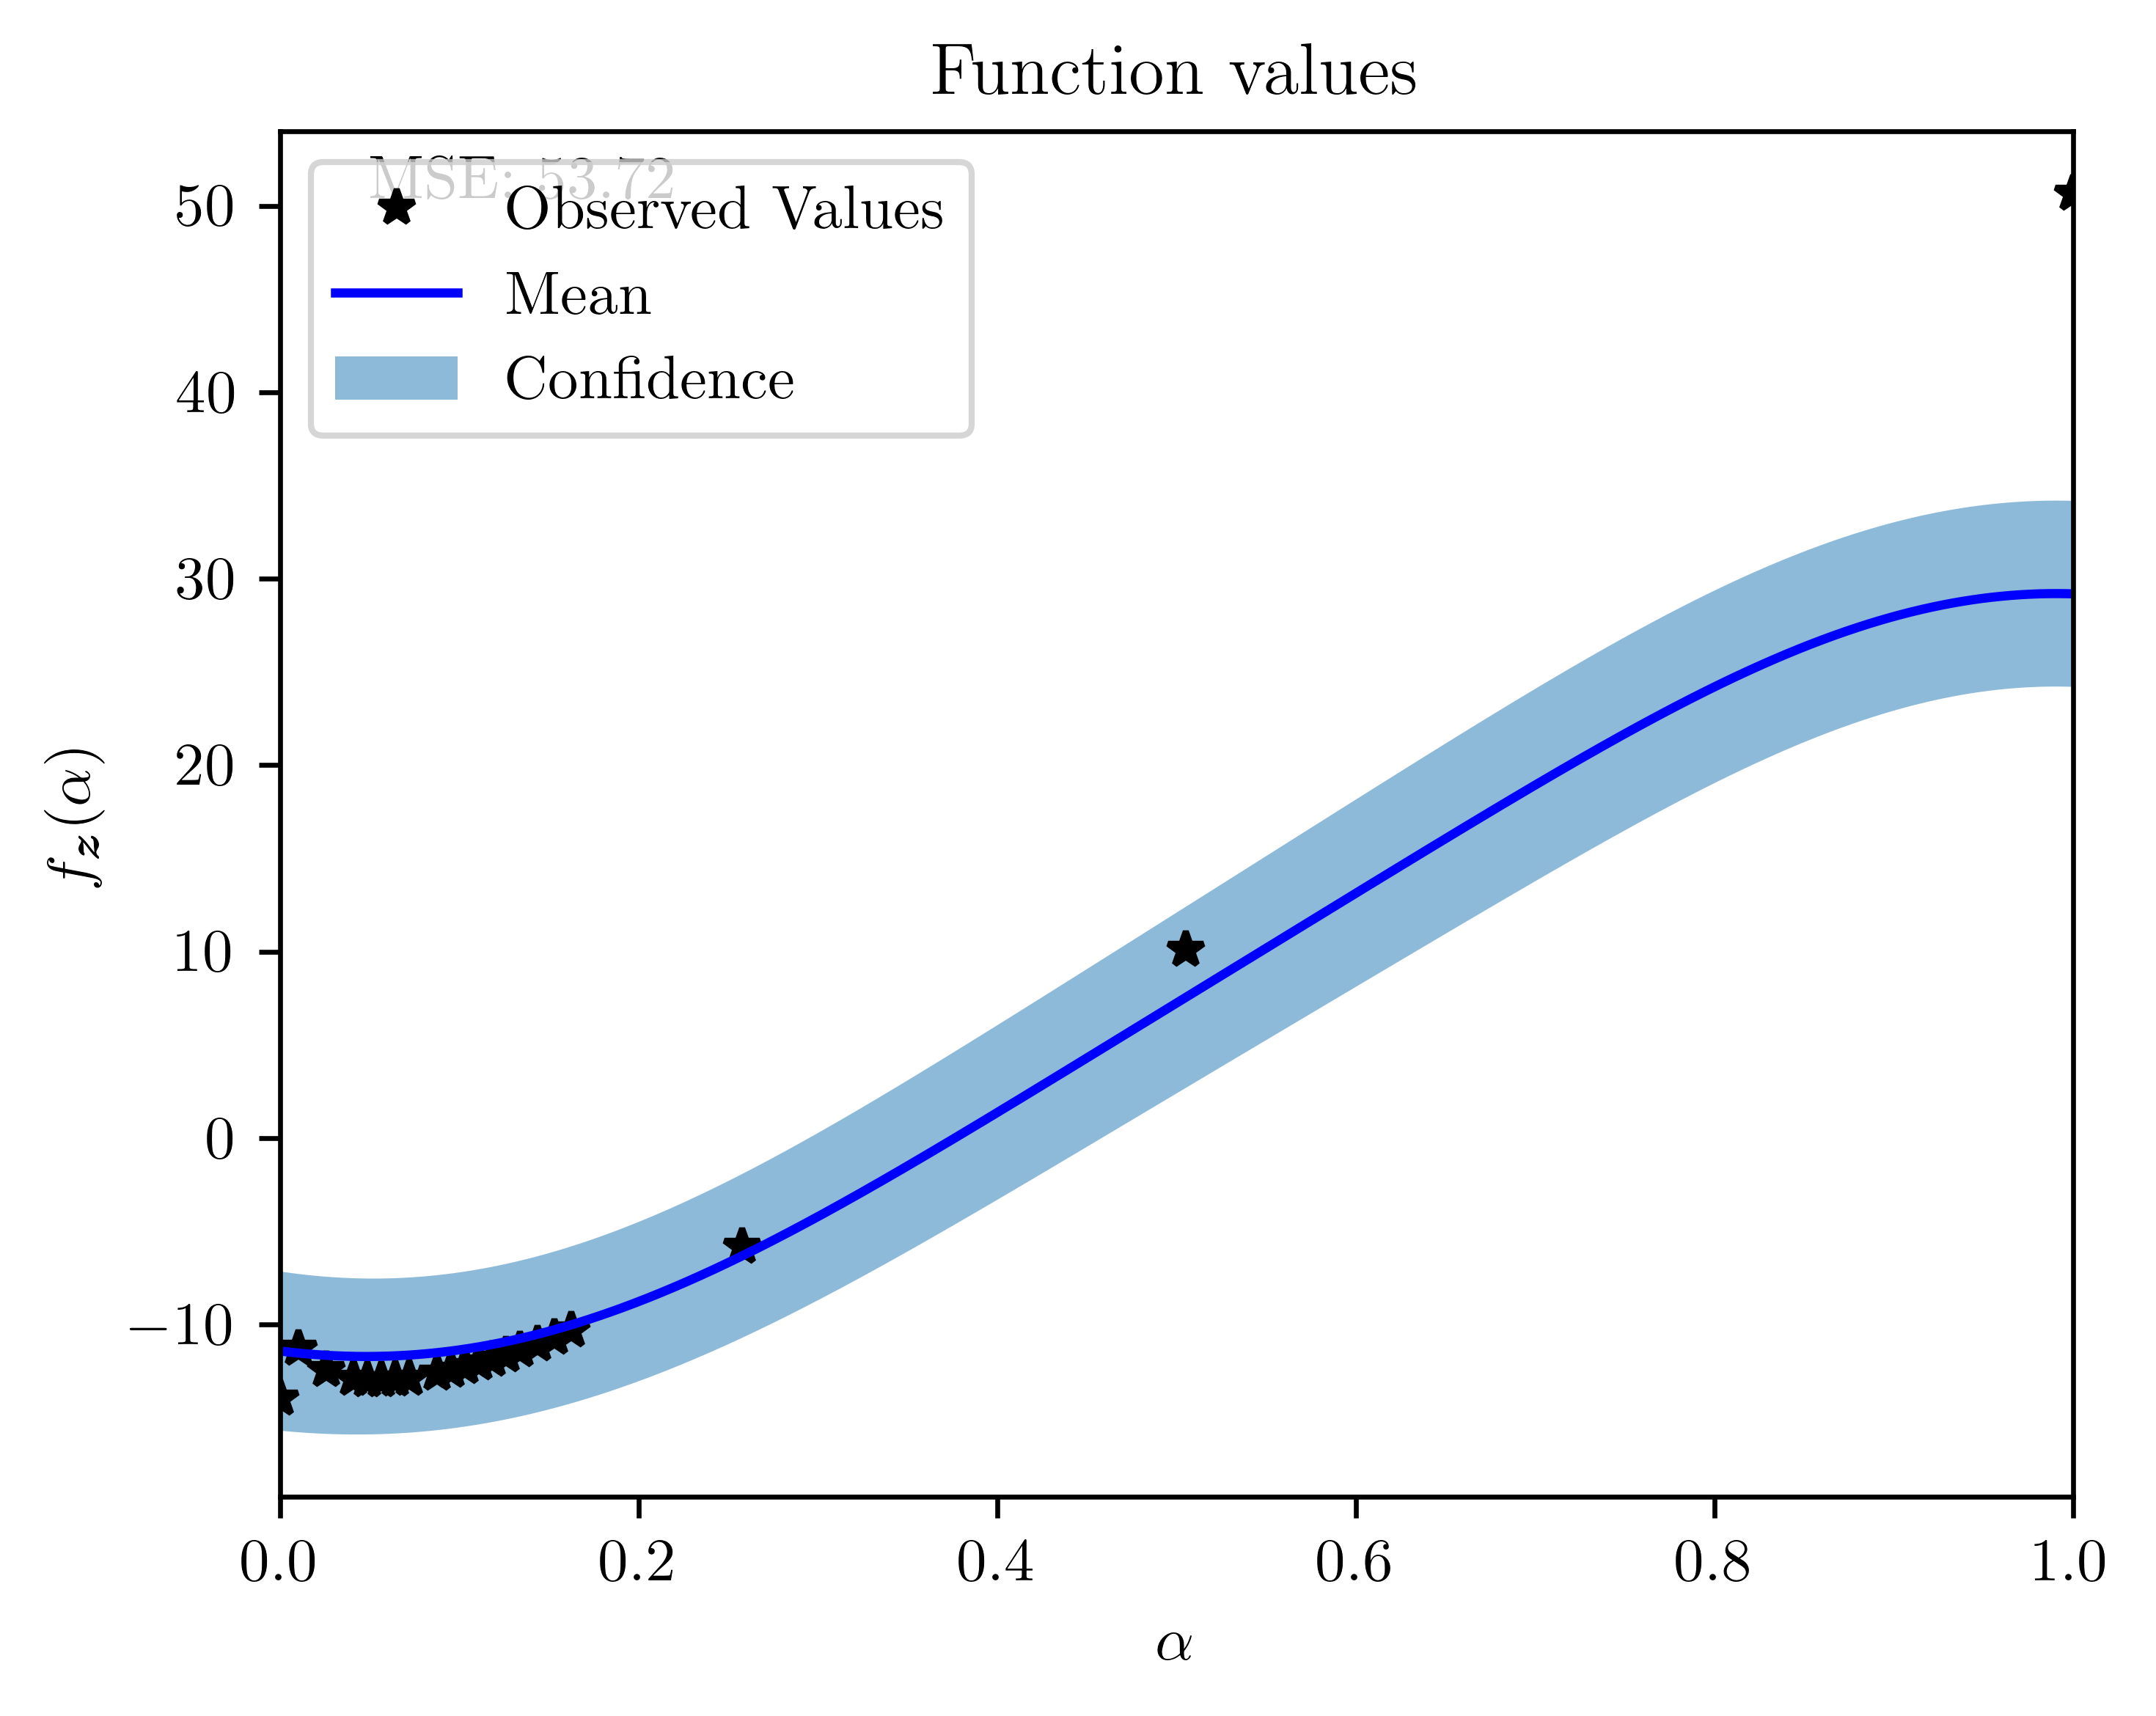 Function values
MSE: 53.72
Observed Values
Mean
Confidence
50
40
30
20
10
0
−10
f_z(α)
0.0 0.2 0.4 0.6 0.8 1.0
α